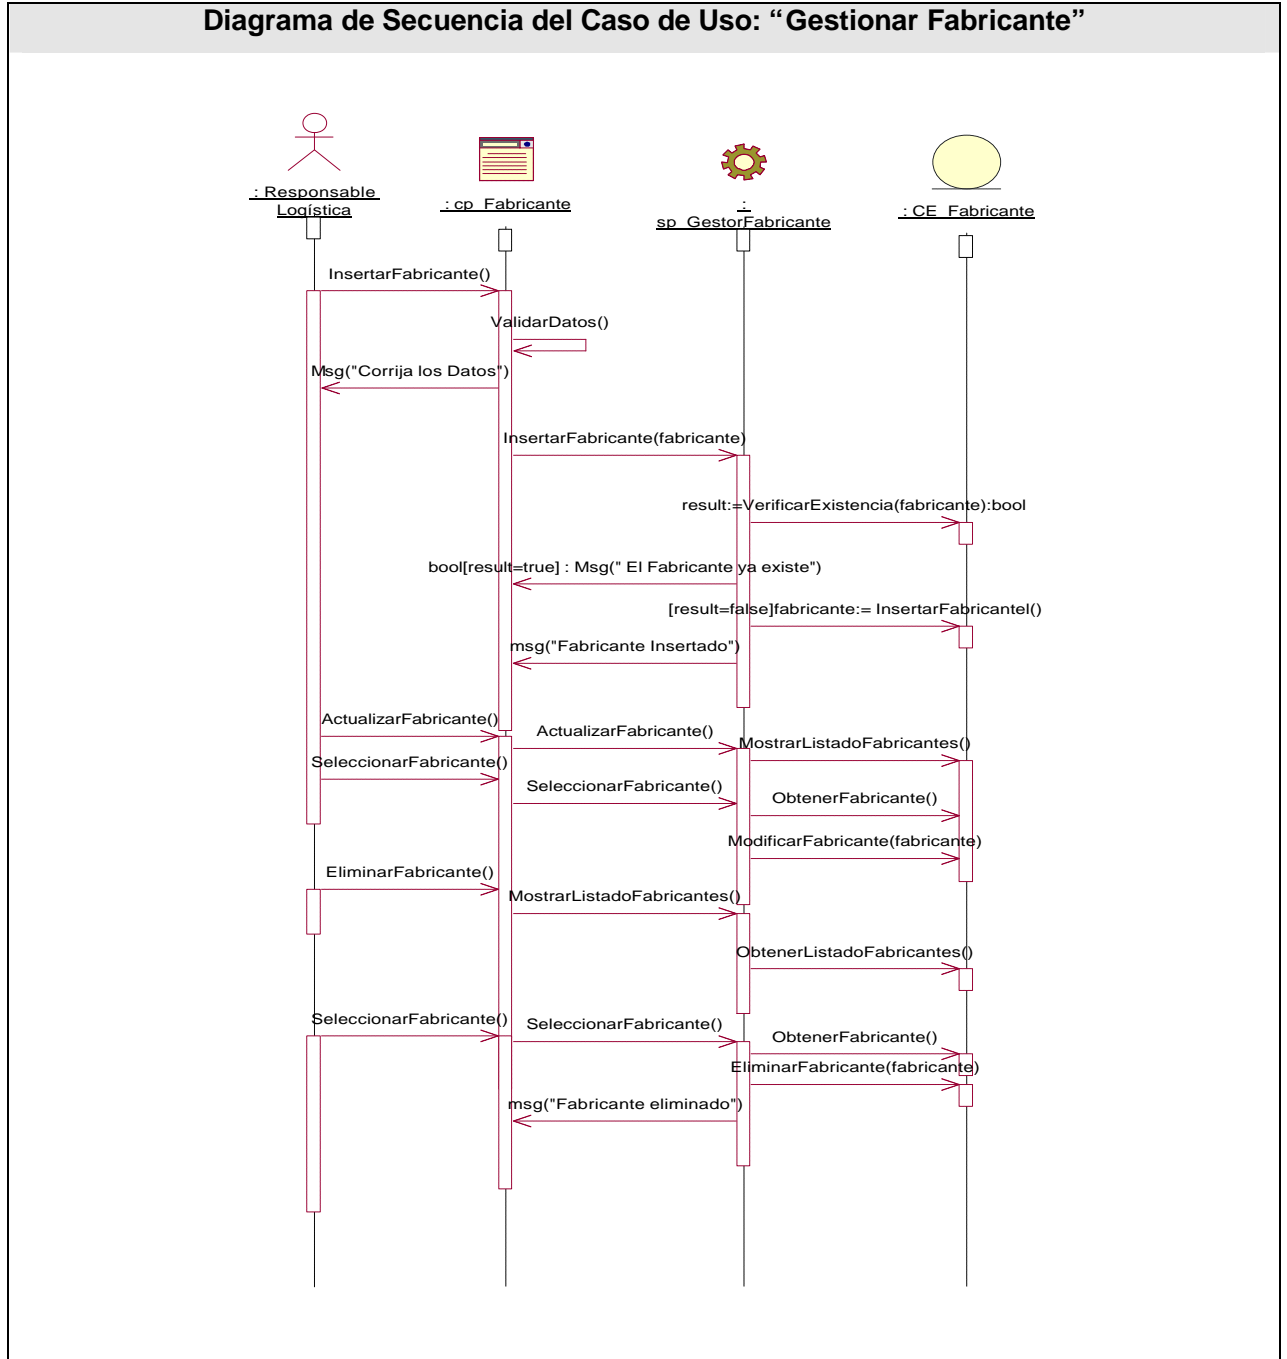 Diagrama de Secuencia del Caso de Uso: “Gestionar Fabricante”
: Responsable
Logística
: cp_Fabricante
:
sp_GestorFabricante
: CE_Fabricante
InsertarFabricante()
ValidarDatos()
Msg("Corrija los Datos")
InsertarFabricante(fabricante)
result:=VerificarExistencia(fabricante):bool
bool[result=true] : Msg(" El Fabricante ya existe")
[result=false]fabricante:= InsertarFabricantel()
msg("Fabricante Insertado")
ActualizarFabricante()
ActualizarFabricante()
MostrarListadoFabricantes()
SeleccionarFabricante()
SeleccionarFabricante()
ObtenerFabricante()
ModificarFabricante(fabricante)
EliminarFabricante()
MostrarListadoFabricantes()
ObtenerListadoFabricantes()
SeleccionarFabricante()
SeleccionarFabricante()
ObtenerFabricante()
EliminarFabricante(fabricante)
msg("Fabricante eliminado")